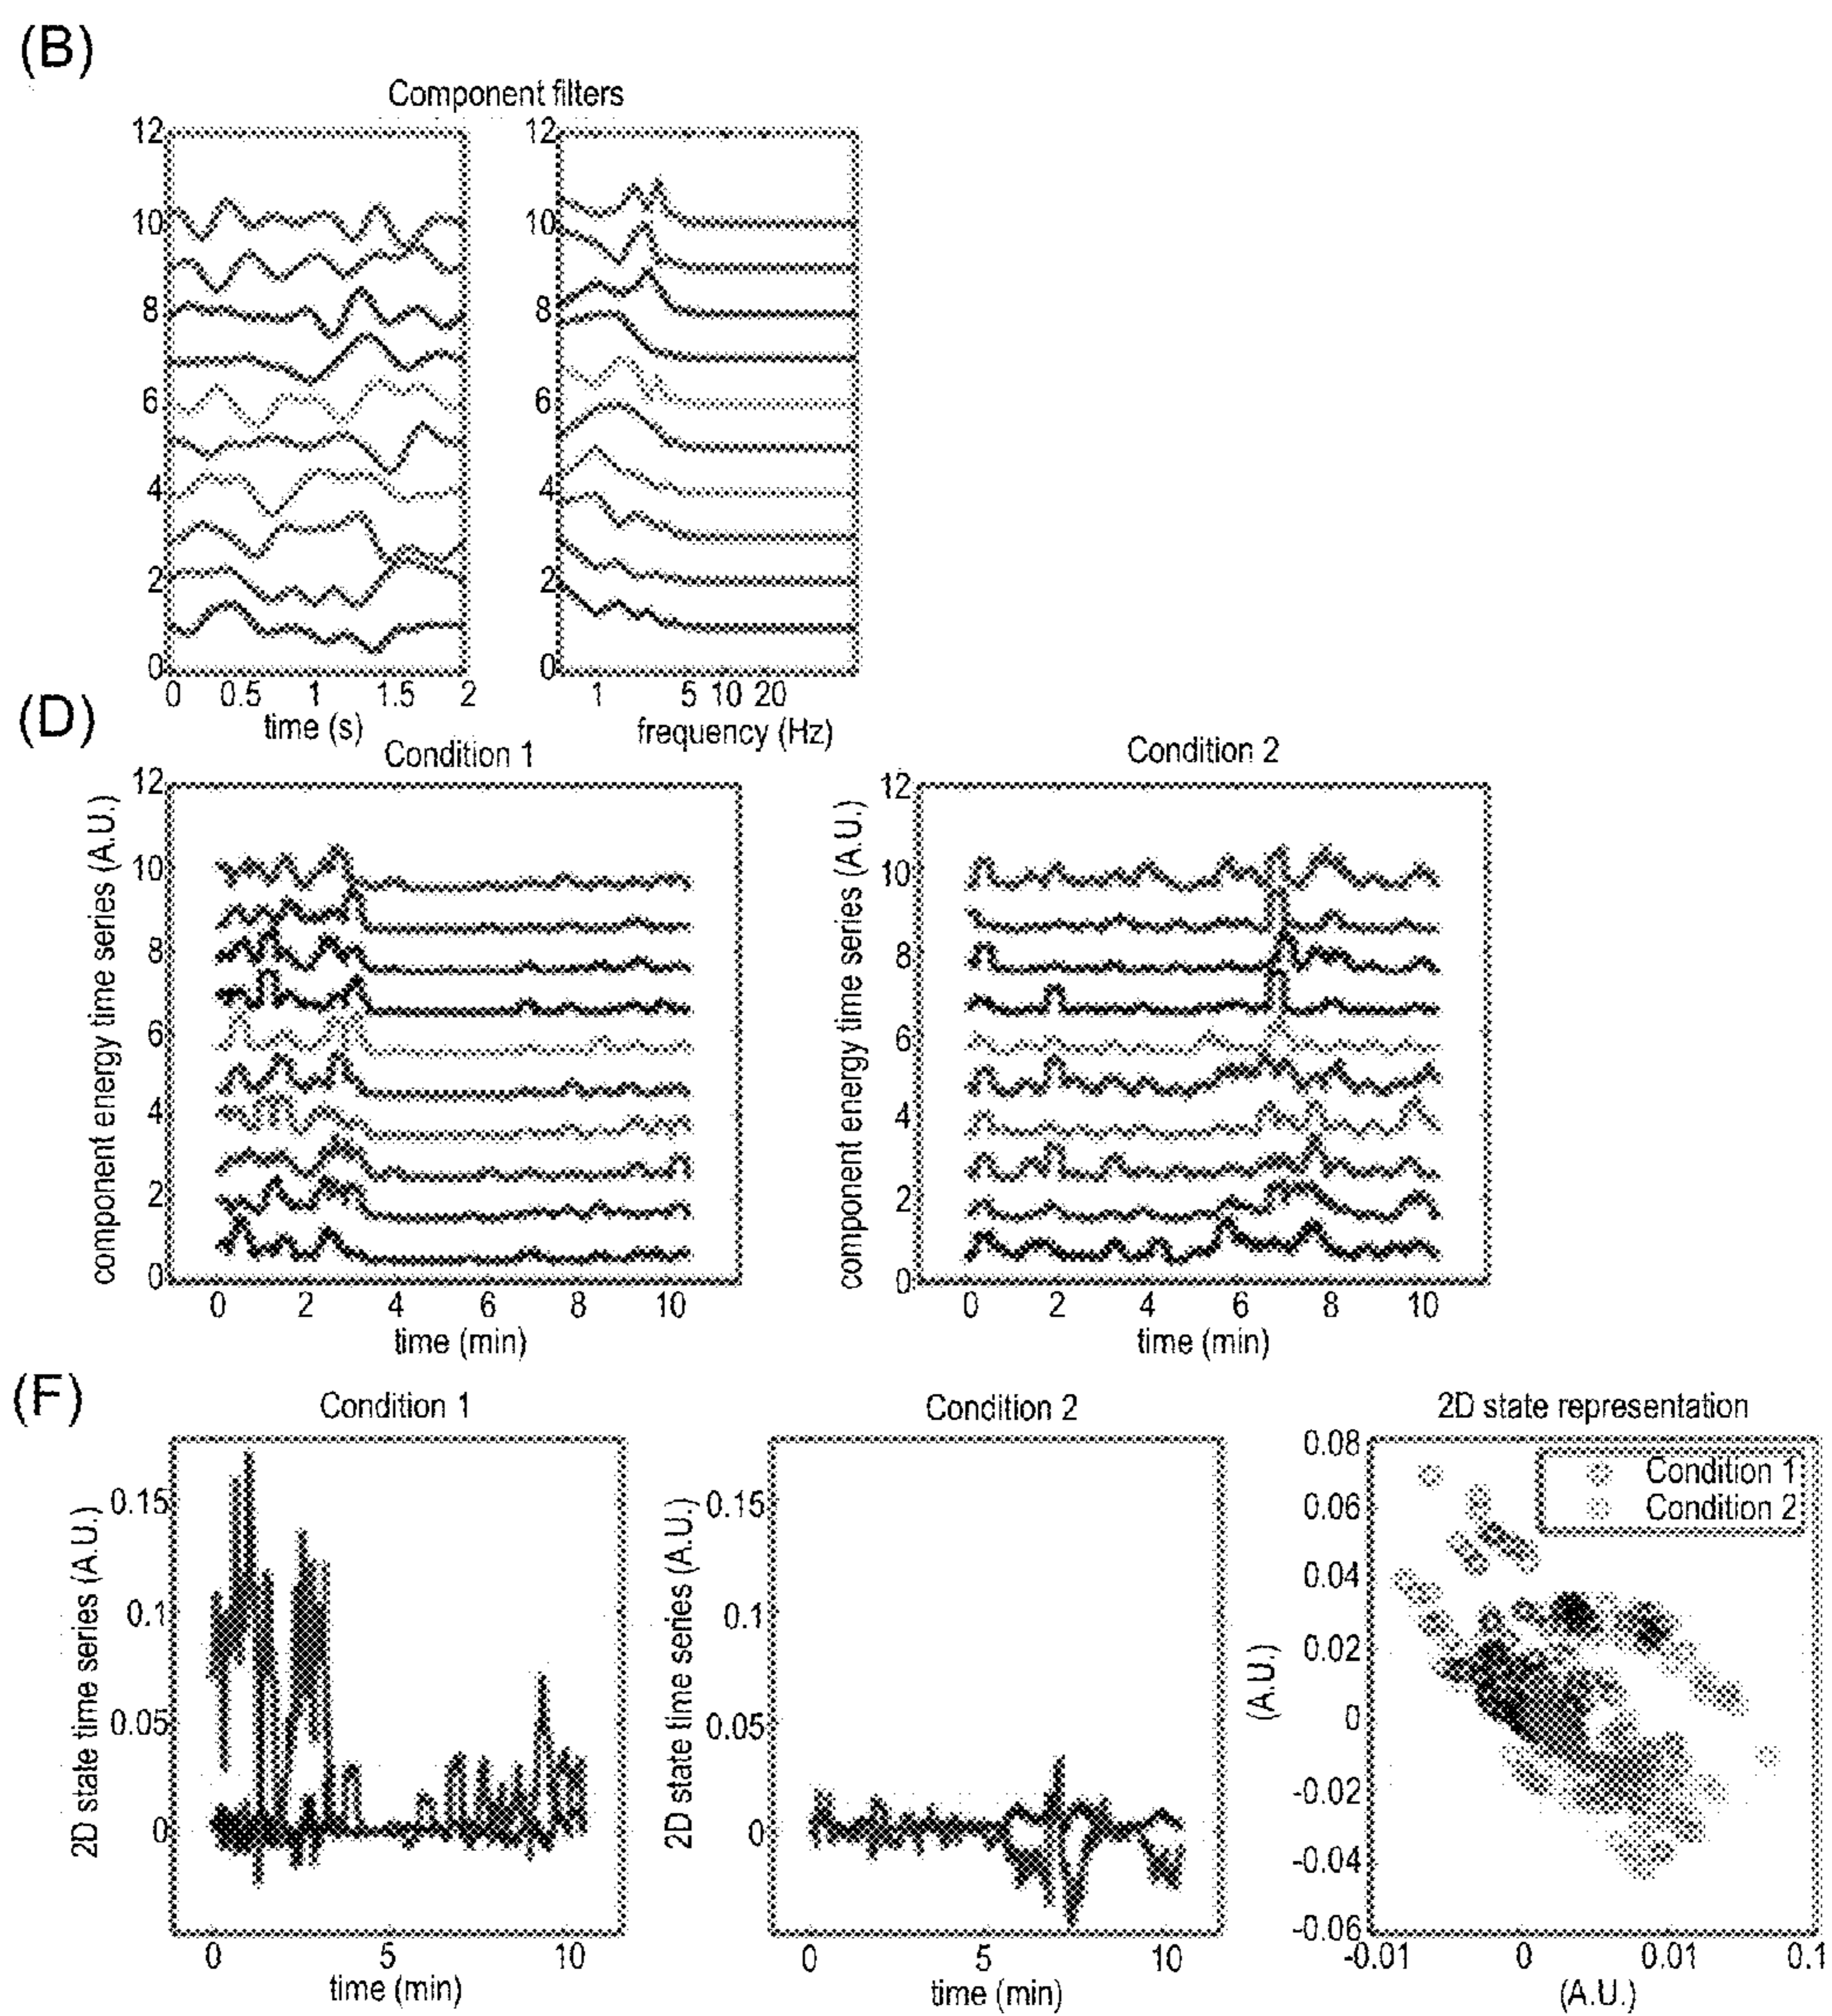 (B)
Component filters
12
10
8
6
4
2
0
0 0.5 1 1.5 2
time (s)
12
10
8
6
4
2
0
1 5 10 20
frequency (Hz)
(D)
Condition 1
component energy time series (A.U.)
12
10
8
6
4
2
0
0 2 4 6 8 10
time (min)
Condition 2
component energy time series (A.U.)
12
10
8
6
4
2
0
0 2 4 6 8 10
time (min)
(F)
Condition 1
2D state time series (A.U.)
0.15
0.1
0.05
0
0 5 10
time (min)
Condition 2
2D state time series (A.U.)
0.15
0.1
0.05
0
0 5 10
time (min)
2D state representation
Condition 1
Condition 2
(A.U.)
0.08
0.06
0.04
0.02
0
-0.02
-0.04
-0.06
-0.01 0 0.01 0.1
(A.U.)